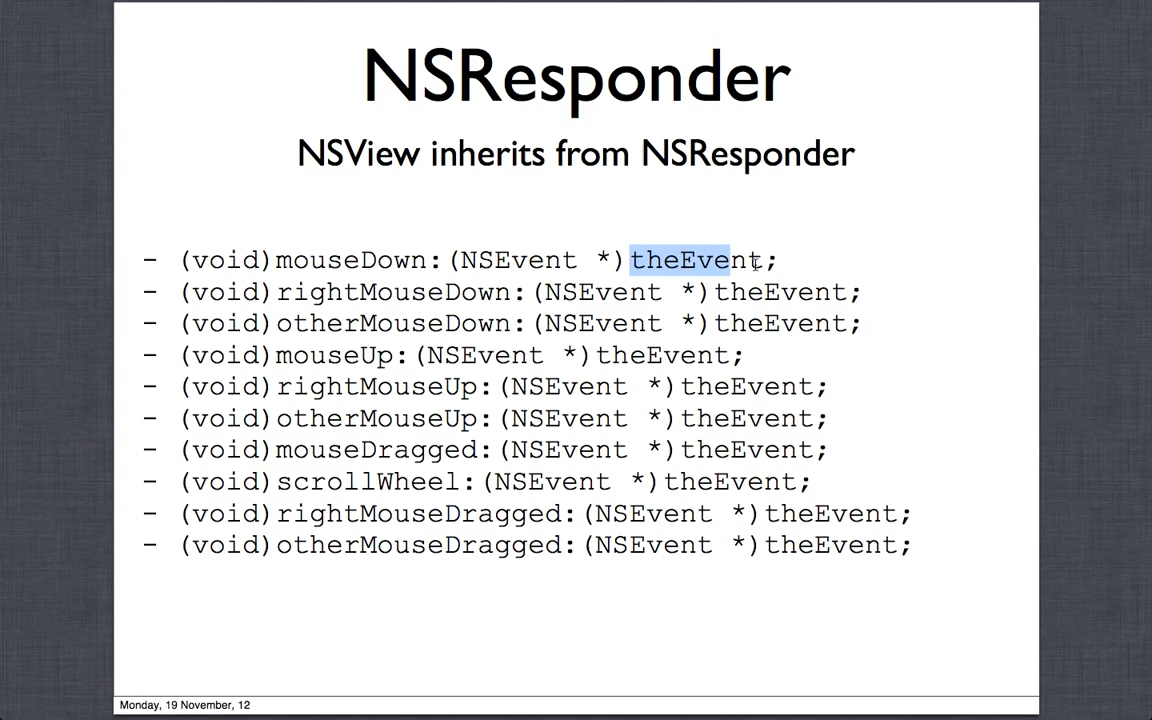 NSResponder
NSView inherits from NSResponder
- (void)mouseDown:(NSEvent *)theEvent;
- (void)rightMouseDown:(NSEvent *)theEvent;
- (void)otherMouseDown:(NSEvent *)theEvent;
- (void)mouseUp:(NSEvent *)theEvent;
- (void)rightMouseUp:(NSEvent *)theEvent;
- (void)otherMouseUp:(NSEvent *)theEvent;
- (void)mouseDragged:(NSEvent *)theEvent;
- (void)scrollWheel:(NSEvent *)theEvent;
- (void)rightMouseDragged:(NSEvent *)theEvent;
- (void)otherMouseDragged:(NSEvent *)theEvent;
Monday, 19 November, 12